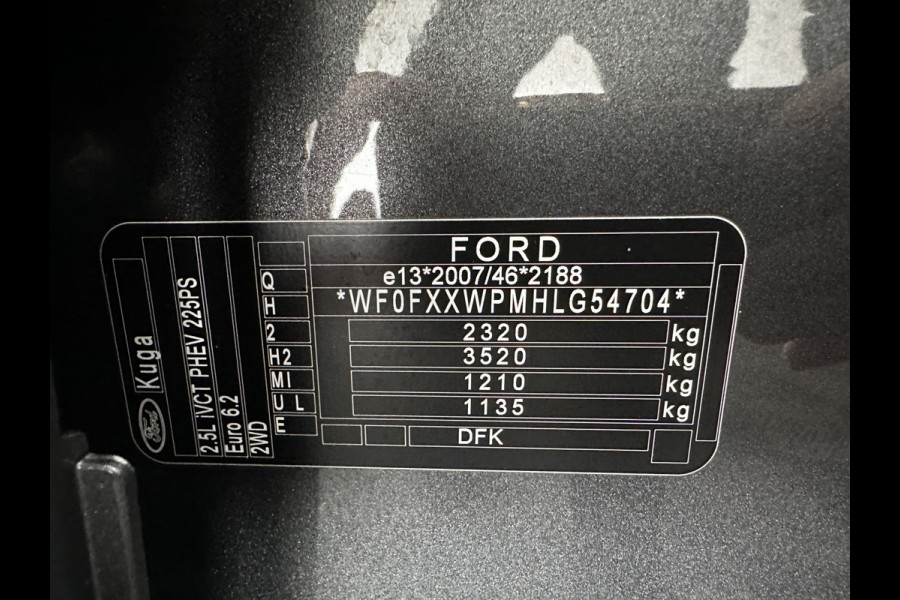 FORD
e13*2007/46*2188
*WF0FXXWPMHLG54704*
2320 kg
3520 kg
1210 kg
1135 kg
DFK
Q
H
2
H2
MI
U L
E
Ford Kuga
2.5L iVCT PHEV 225PS
Euro 6.2
2WD